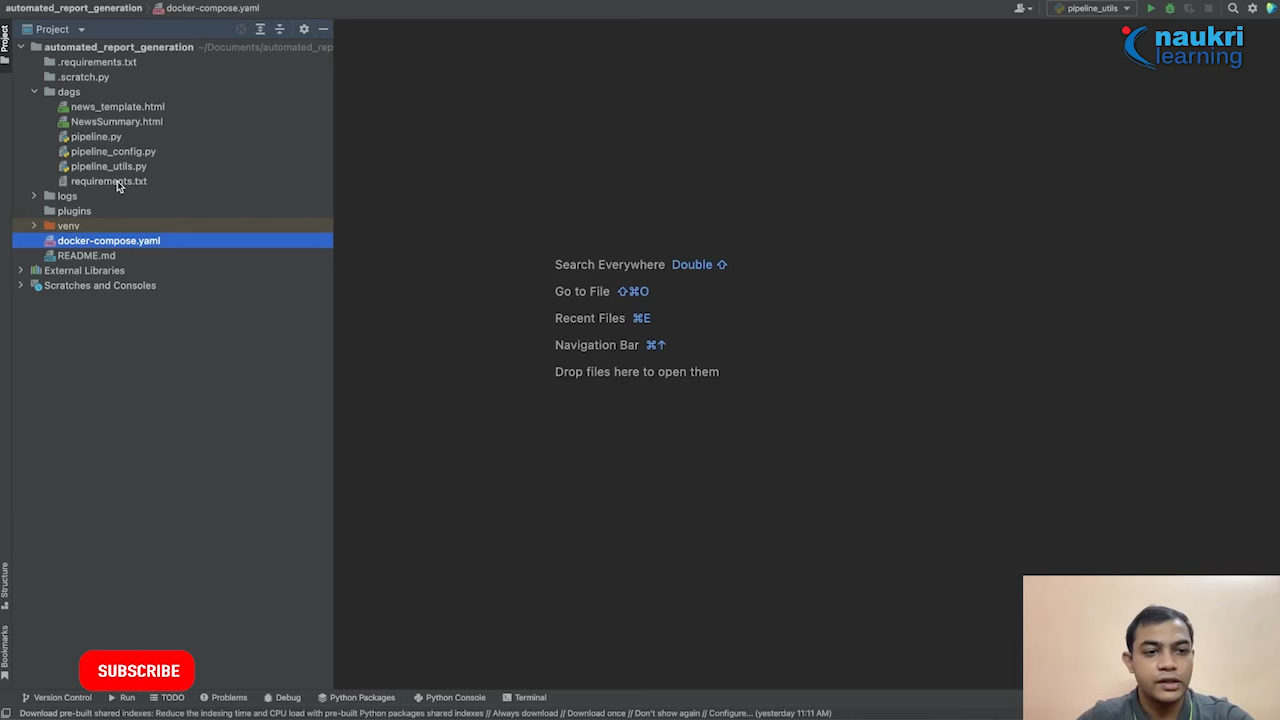 automated_report_generation › docker-compose.yaml
pipeline_utils
Project
Project
naukri
learning
automated_report_generation ~/Documents/automated_rep
.requirements.txt
.scratch.py
dags
news_template.html
NewsSummary.html
pipeline.py
pipeline_config.py
pipeline_utils.py
requirements.txt
logs
plugins
venv
docker-compose.yaml
README.md
External Libraries
Scratches and Consoles
Search Everywhere Double ⇧
Go to File ⇧⌘O
Recent Files ⌘E
Navigation Bar ⌘↑
Drop files here to open them
Structure
Bookmarks
SUBSCRIBE
Version Control Run TODO Problems Debug Python Packages Python Console Terminal
Download pre-built shared indexes: Reduce the indexing time and CPU load with pre-built Python packages shared indexes // Always download // Download once // Don't show again // Configure... (yesterday 11:11 AM)